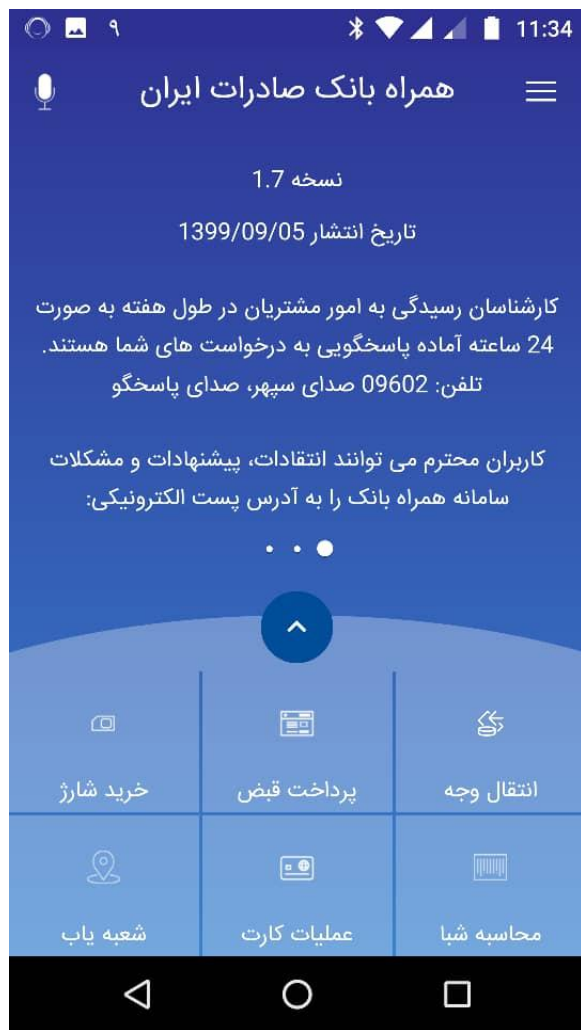 ۹ 11:34
همراه بانک صادرات ایران
نسخه 1.7
تاریخ انتشار 1399/09/05
کارشناسان رسیدگی به امور مشتریان در طول هفته به صورت
24 ساعته آماده پاسخگویی به درخواست های شما هستند.
تلفن: 09602 صدای سپهر، صدای پاسخگو
کاربران محترم می توانند انتقادات، پیشنهادات و مشکلات
سامانه همراه بانک را به آدرس پست الکترونیکی:
انتقال وجه پرداخت قبض خرید شارژ
محاسبه شبا عملیات کارت شعبه یاب